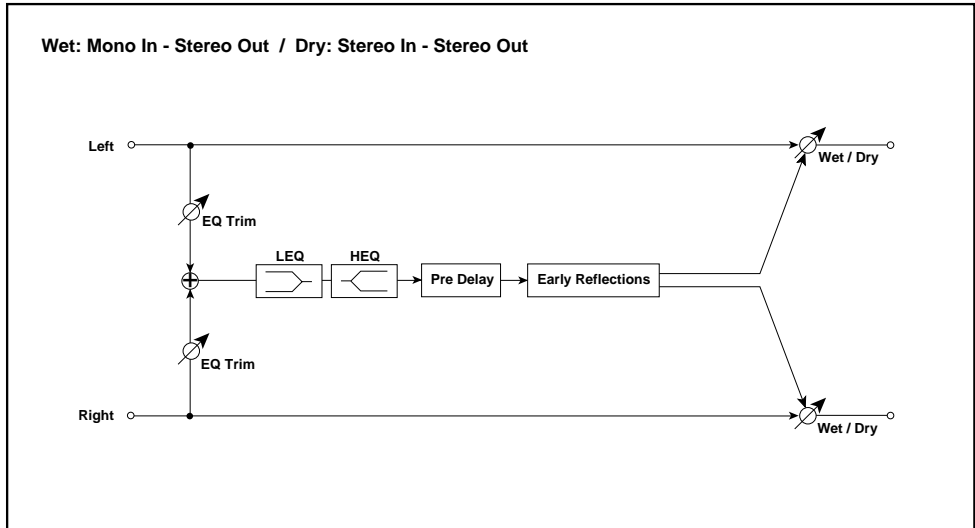 Wet: Mono In - Stereo Out / Dry: Stereo In - Stereo Out
Left
Wet / Dry
EQ Trim
LEQ
HEQ
Pre Delay
Early Reflections
EQ Trim
Right
Wet / Dry